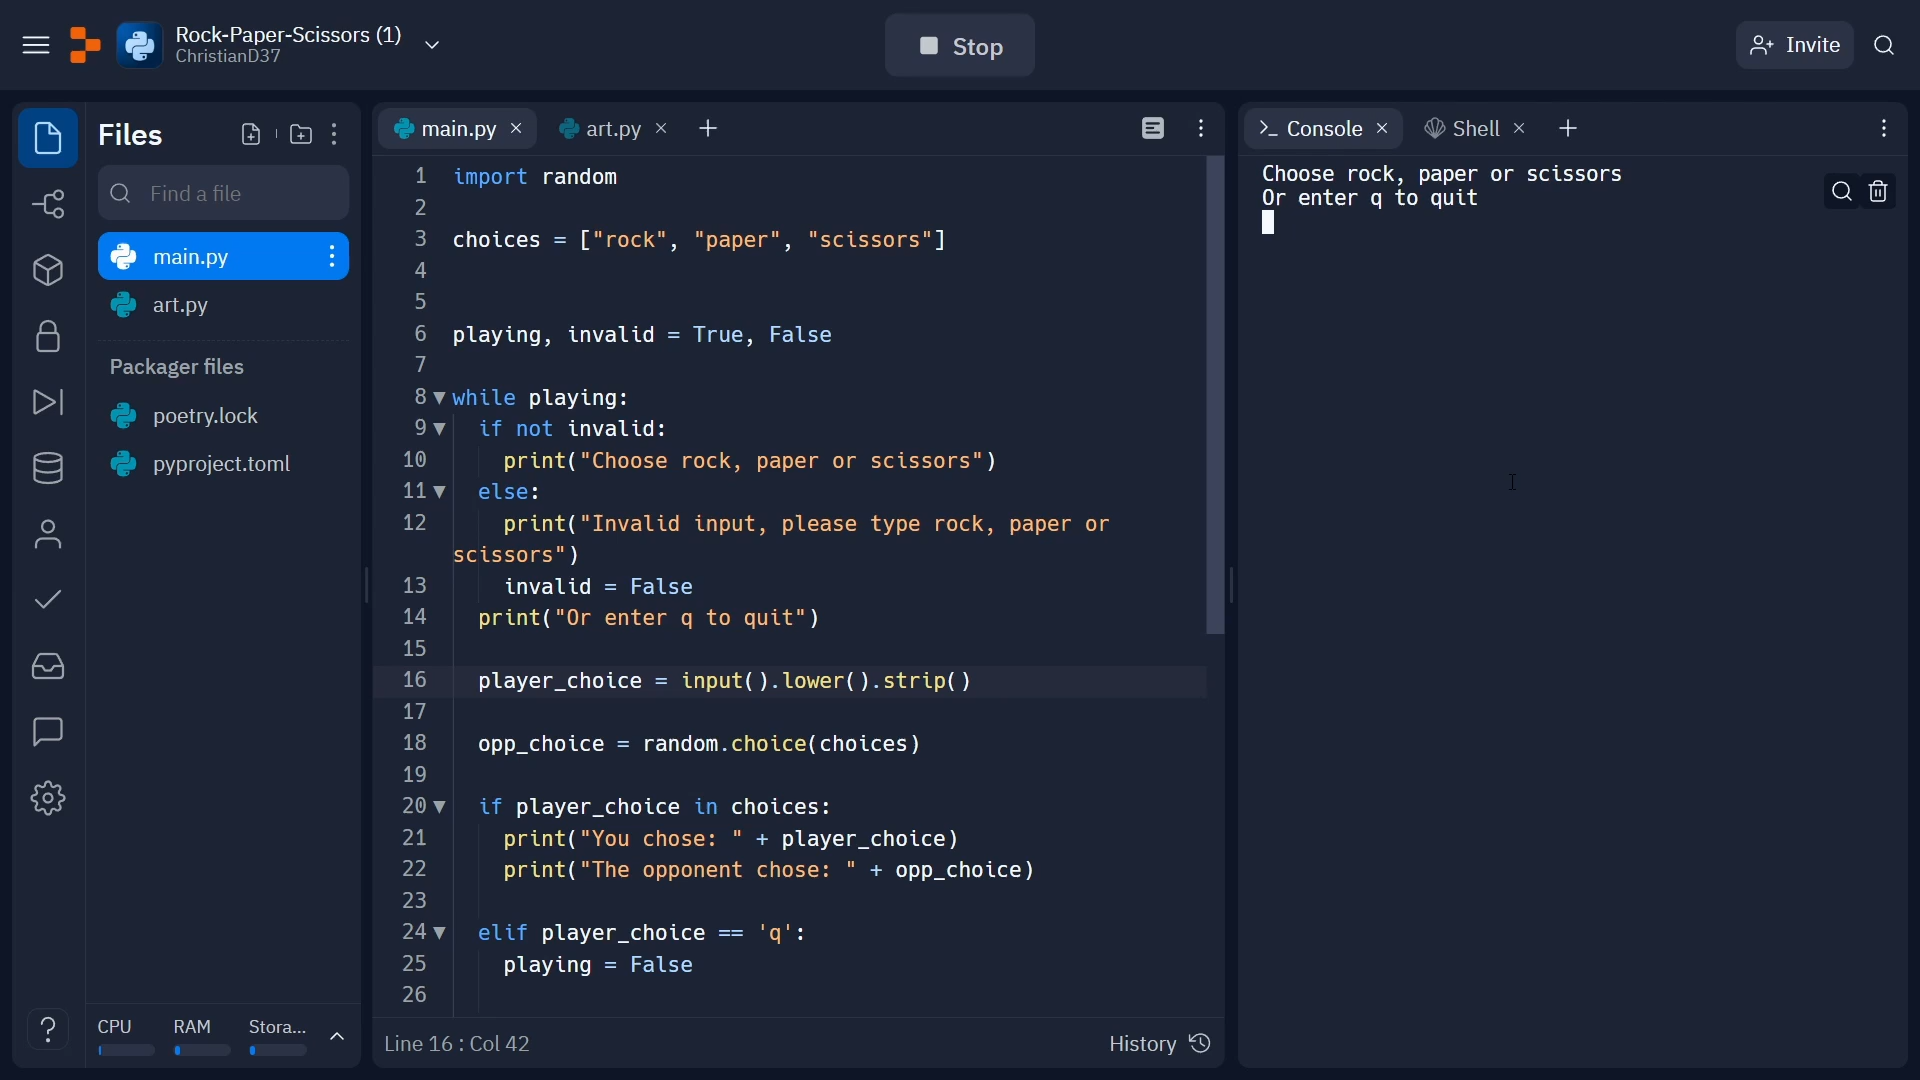 Rock-Paper-Scissors (1)
ChristianD37
Stop
Invite
Files
Find a file
main.py
art.py
Packager files
poetry.lock
pyproject.toml
CPU RAM Stora...
main.py art.py
1 import random
2
3 choices = ["rock", "paper", "scissors"]
4
5
6 playing, invalid = True, False
7
8 while playing:
9 if not invalid:
10 print("Choose rock, paper or scissors")
11 else:
12 print("Invalid input, please type rock, paper or
scissors")
13 invalid = False
14 print("Or enter q to quit")
15
16 player_choice = input().lower().strip()
17
18 opp_choice = random.choice(choices)
19
20 if player_choice in choices:
21 print("You chose: " + player_choice)
22 print("The opponent chose: " + opp_choice)
23
24 elif player_choice == 'q':
25 playing = False
26
Line 16 : Col 42
History
Console Shell
Choose rock, paper or scissors
Or enter q to quit